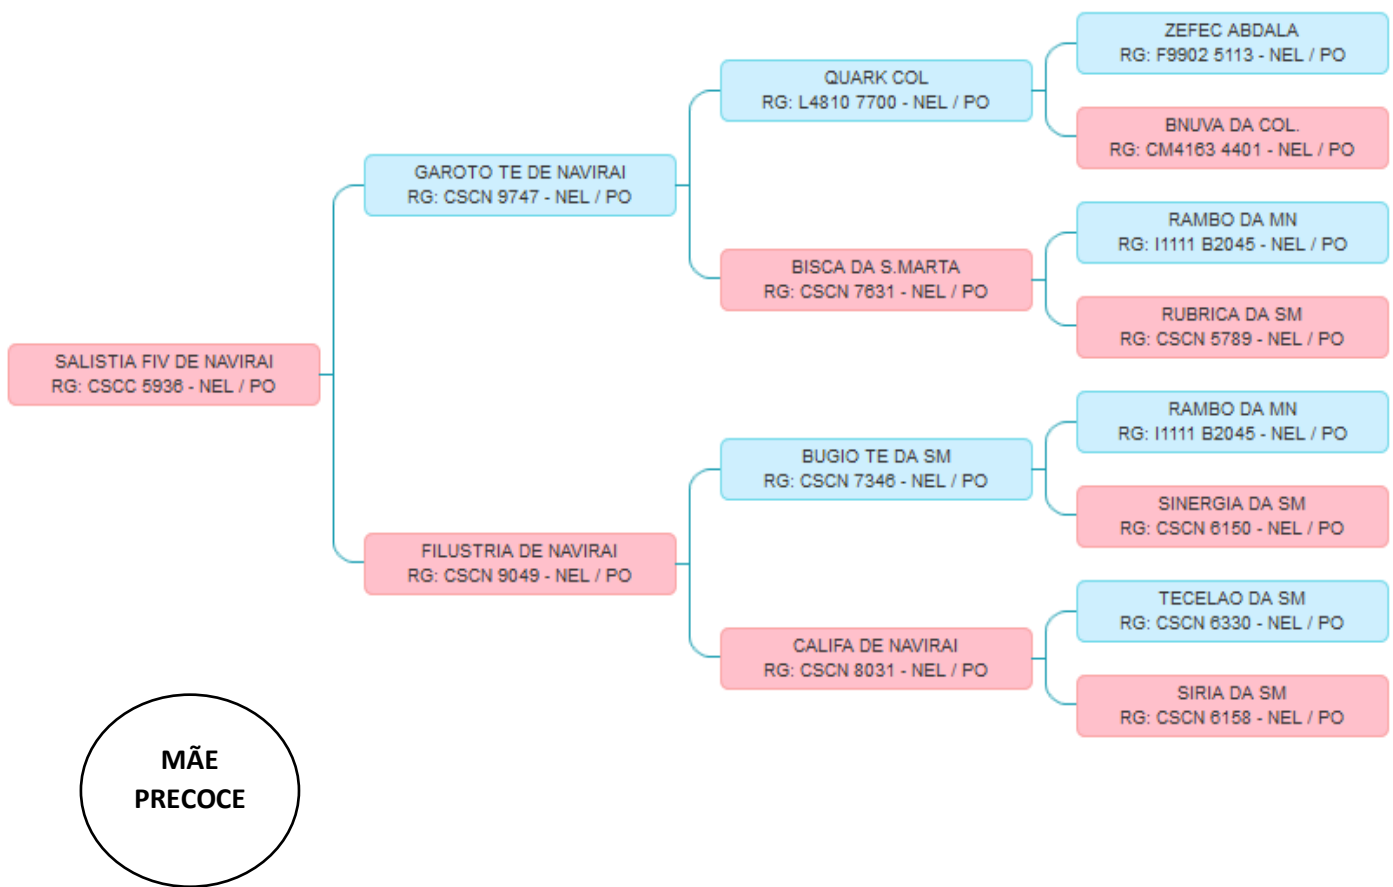 ZEFEC ABDALA
RG: F9902 5113 - NEL / PO
QUARK COL
RG: L4810 7700 - NEL / PO
BNUVA DA COL.
RG: CM4163 4401 - NEL / PO
GAROTO TE DE NAVIRAI
RG: CSCN 9747 - NEL / PO
RAMBO DA MN
RG: I1111 B2045 - NEL / PO
BISCA DA S.MARTA
RG: CSCN 7631 - NEL / PO
RUBRICA DA SM
RG: CSCN 5789 - NEL / PO
SALISTIA FIV DE NAVIRAI
RG: CSCC 5936 - NEL / PO
RAMBO DA MN
RG: I1111 B2045 - NEL / PO
BUGIO TE DA SM
RG: CSCN 7346 - NEL / PO
SINERGIA DA SM
RG: CSCN 6150 - NEL / PO
FILUSTRIA DE NAVIRAI
RG: CSCN 9049 - NEL / PO
TECELAO DA SM
RG: CSCN 6330 - NEL / PO
CALIFA DE NAVIRAI
RG: CSCN 8031 - NEL / PO
SIRIA DA SM
RG: CSCN 6158 - NEL / PO
MÃE
PRECOCE